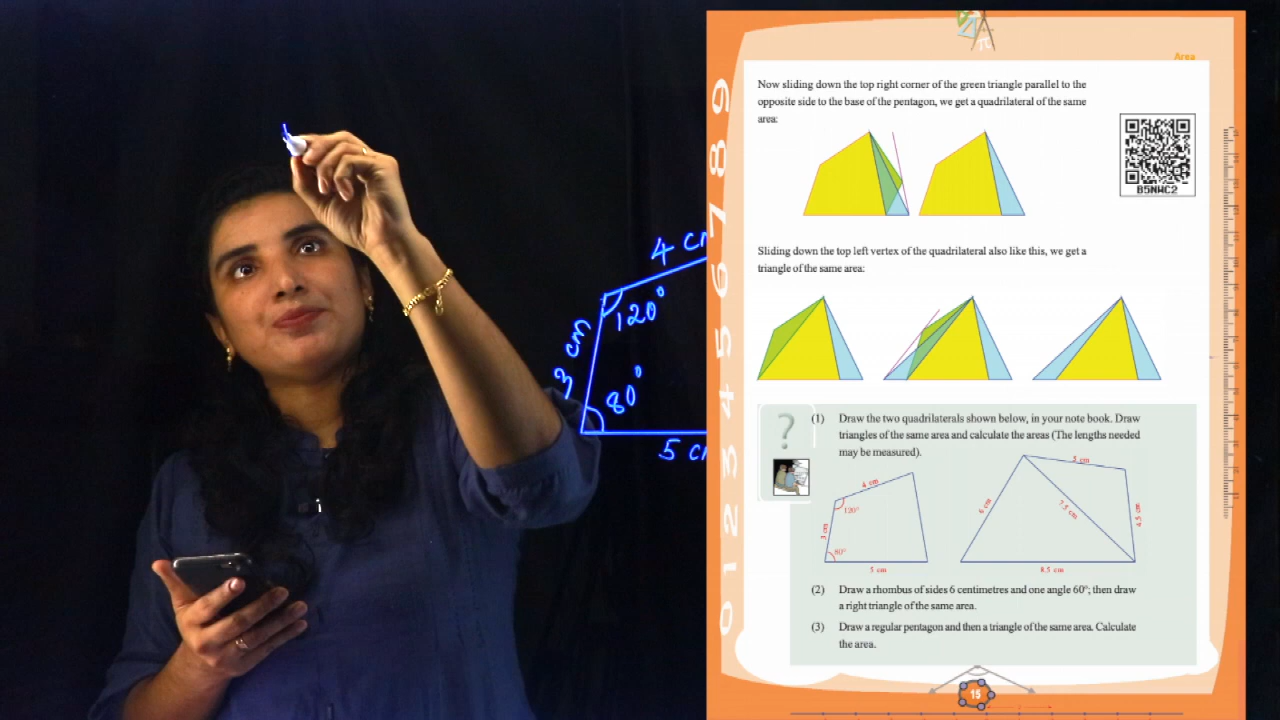 4 cm
120°
3 cm
80°
5 cm
π
Area
9
8
7
6
5
4
3
2
1
0
Now sliding down the top right corner of the green triangle parallel to the
opposite side to the base of the pentagon, we get a quadrilateral of the same
area:
B5NWC2
Sliding down the top left vertex of the quadrilateral also like this, we get a
triangle of the same area:
?
(1) Draw the two quadrilaterals shown below, in your note book. Draw
triangles of the same area and calculate the areas (The lengths needed
may be measured).
4 cm
120°
3 cm
80°
5 cm
5 cm
6 cm
7.5 cm
4.5 cm
8.5 cm
(2) Draw a rhombus of sides 6 centimetres and one angle 60°; then draw
a right triangle of the same area.
(3) Draw a regular pentagon and then a triangle of the same area. Calculate
the area.
15